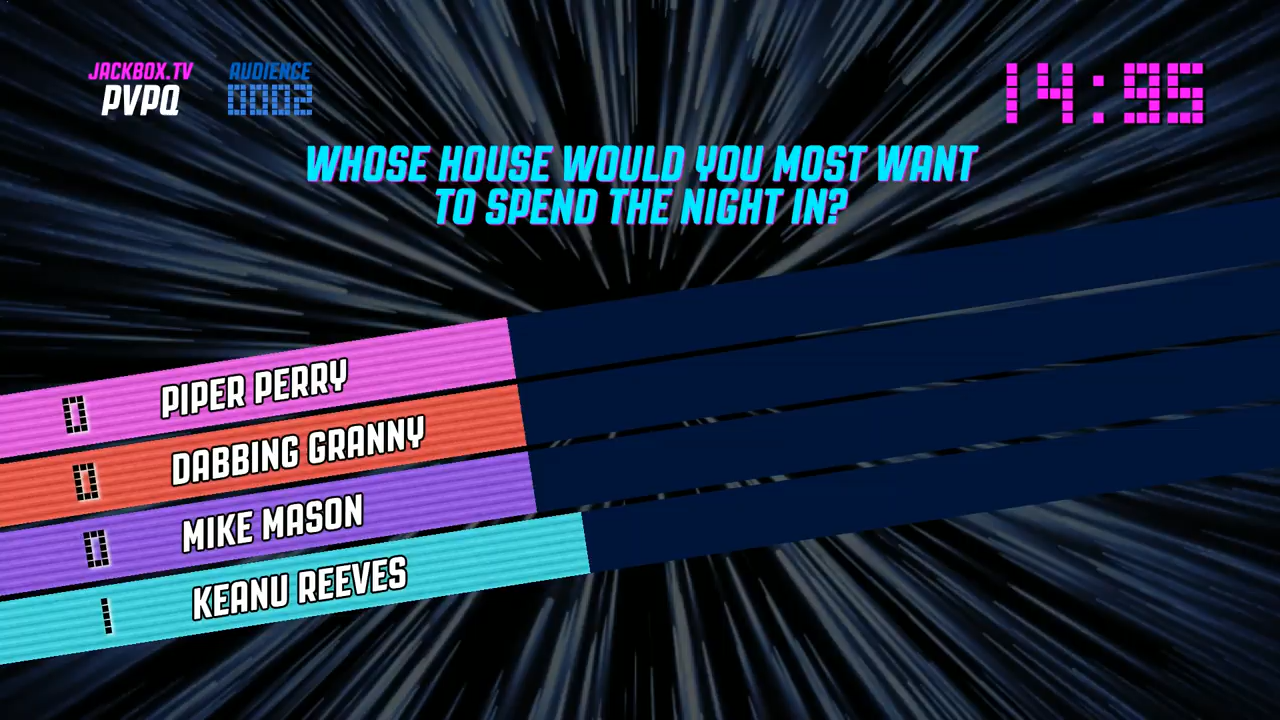 JACKBOX.TV
PVPQ
AUDIENCE
0002
14:95
WHOSE HOUSE WOULD YOU MOST WANT
TO SPEND THE NIGHT IN?
0 PIPER PERRY
0 DABBING GRANNY
0 MIKE MASON
1 KEANU REEVES